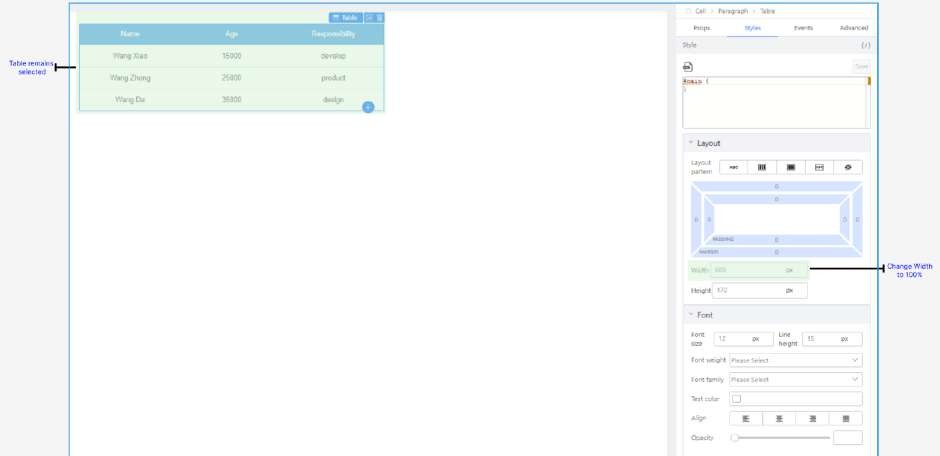 Cell > Paragraph > Table
Table
Props Styles Events Advanced
Style
Save
Name Age Responsibility
Wang Xiao 15000 develop
Wang Zhong 25000 product
Wang Da 35000 design
Table remains
selected
Layout
Layout
pattern
0
0
0 0 0 0
PADDING 0
MARGIN 0
Width px
Change Width
to 100%
Height px
Font
Font
size 12 px Line
height 15 px
Font weight Please Select
Font family Please Select
Text color
Align
Opacity